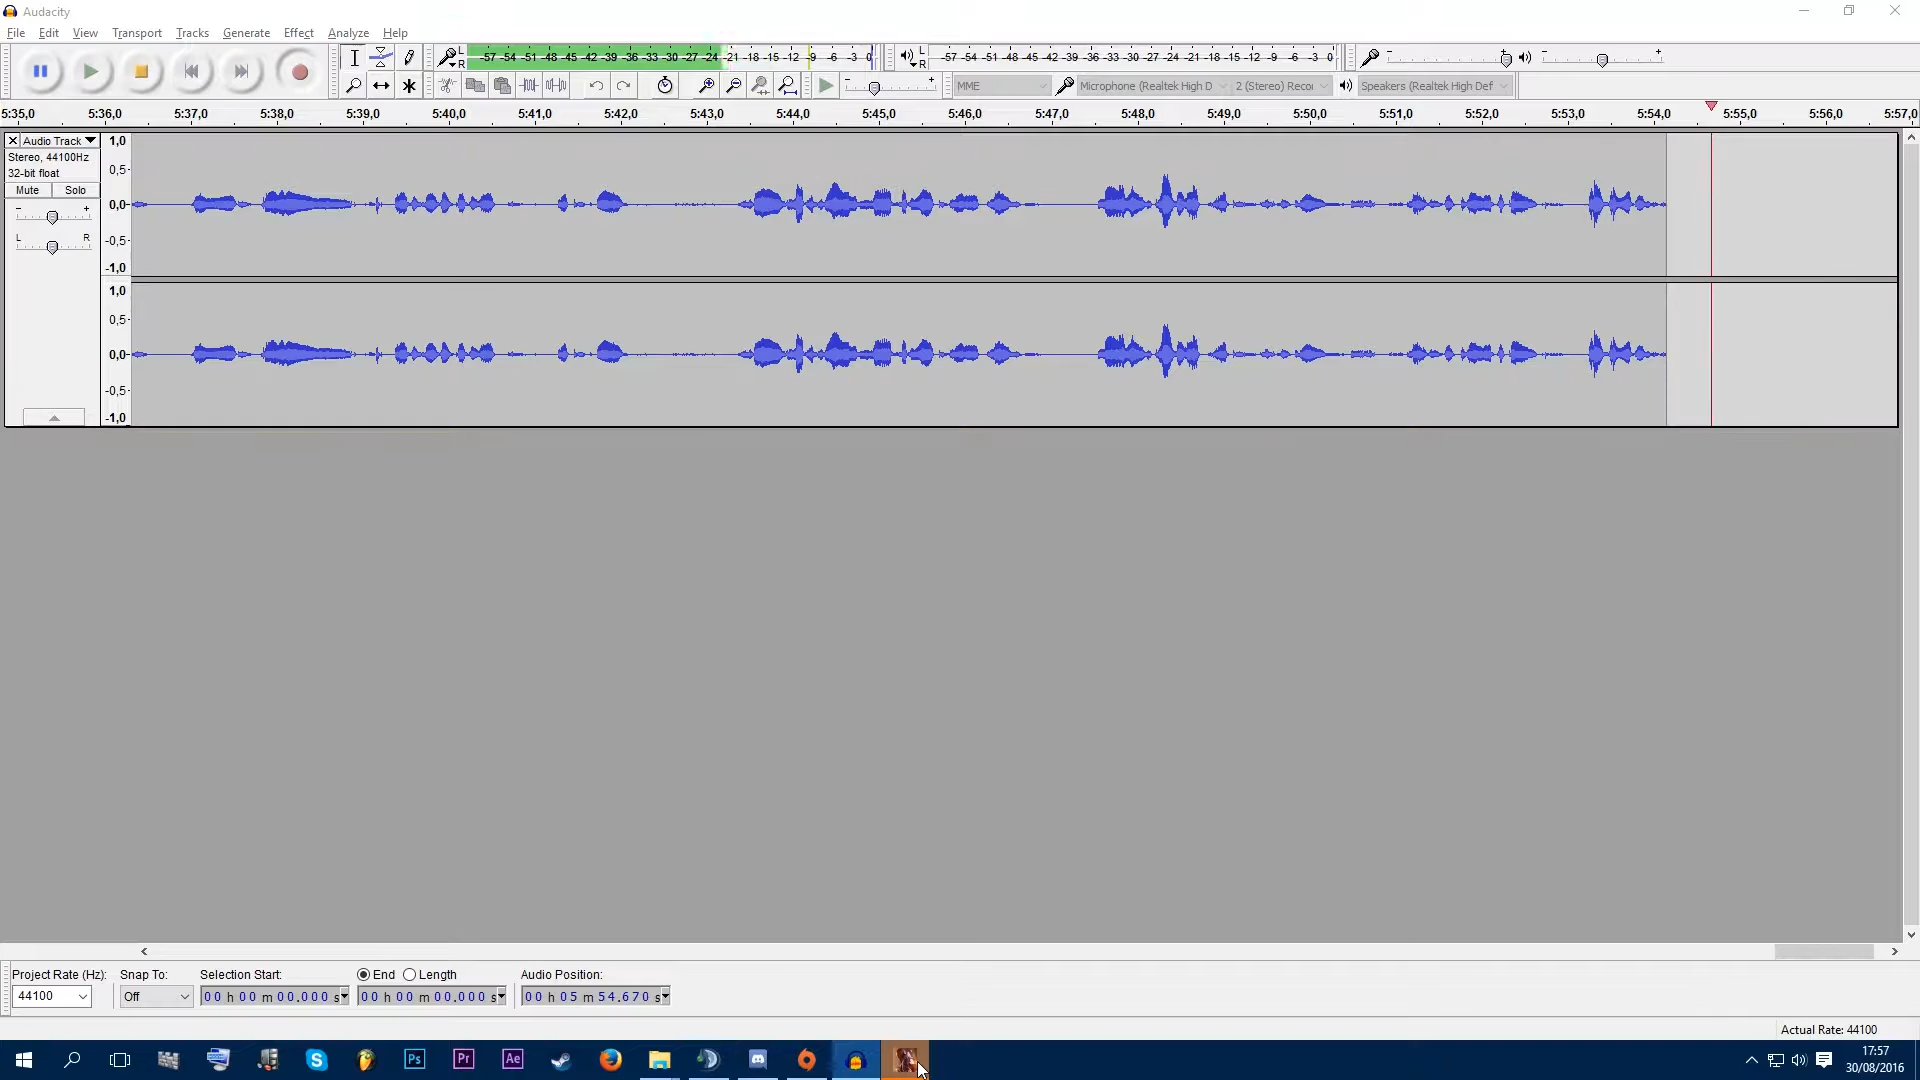 Audacity
File Edit View Transport Tracks Generate Effect Analyze Help
L R -57 -54 -51 -48 -45 -42 -39 -36 -33 -30 -27 -24 -21 -18 -15 -12 -9 -6 -3 0 L R -57 -54 -51 -48 -45 -42 -39 -36 -33 -30 -27 -24 -21 -18 -15 -12 -9 -6 -3 0 - + - +
- + MME Microphone (Realtek High D 2 (Stereo) Recor Speakers (Realtek High Def
5:35,0 5:36,0 5:37,0 5:38,0 5:39,0 5:40,0 5:41,0 5:42,0 5:43,0 5:44,0 5:45,0 5:46,0 5:47,0 5:48,0 5:49,0 5:50,0 5:51,0 5:52,0 5:53,0 5:54,0 5:55,0 5:56,0 5:57,0
Audio Track 1,0
Stereo, 44100Hz
32-bit float 0,5
Mute Solo
- + 0,0
L R -0,5
-1,0
1,0
0,5
0,0
-0,5
-1,0
Project Rate (Hz): Snap To: Selection Start: End Length Audio Position:
44100 Off 00 h 00 m 00.000 s 00 h 00 m 00.000 s 00 h 05 m 54.670 s
Actual Rate: 44100
Ps Pr Ae
17:57
30/08/2016